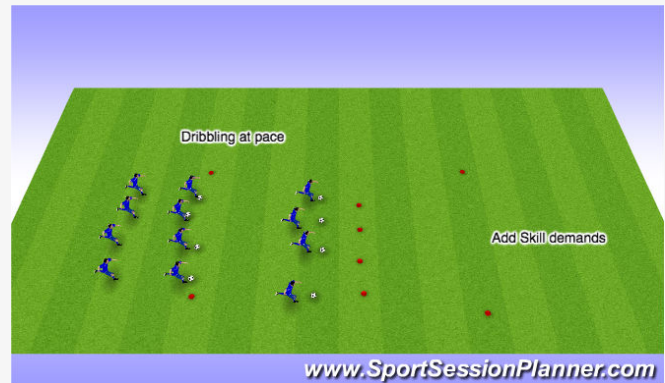 Dribbling at pace
Add Skill demands
www.SportSessionPlanner.com